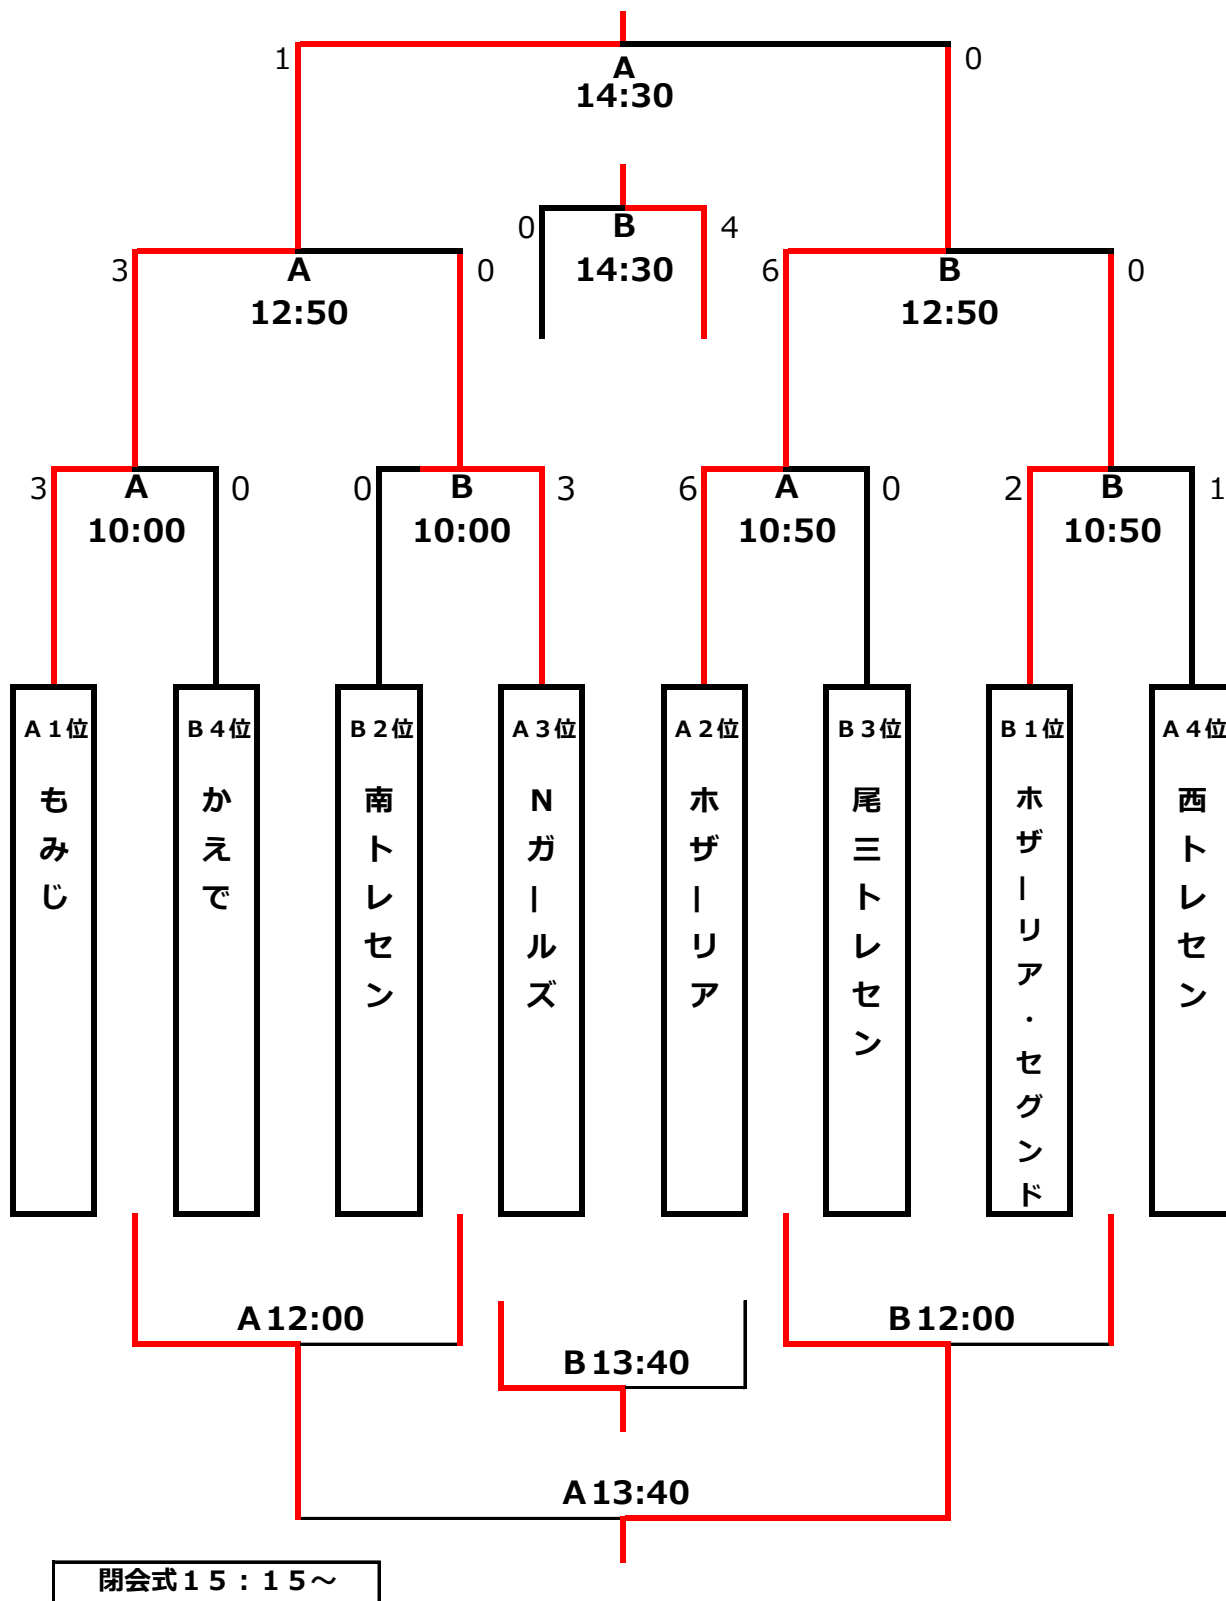 1
0
A
14:30
0
B
4
14:30
3
A
0
12:50
6
B
0
12:50
3
A
0
10:00
0
B
3
10:00
6
A
0
10:50
2
B
1
10:50
A1位
もみじ
B4位
かえで
B2位
南トレセン
A3位
Nガールズ
A2位
ホザーリア
B3位
尾三トレセン
B1位
ホザーリア・セグンド
A4位
西トレセン
A12:00
B12:00
B13:40
A13:40
閉会式15:15～